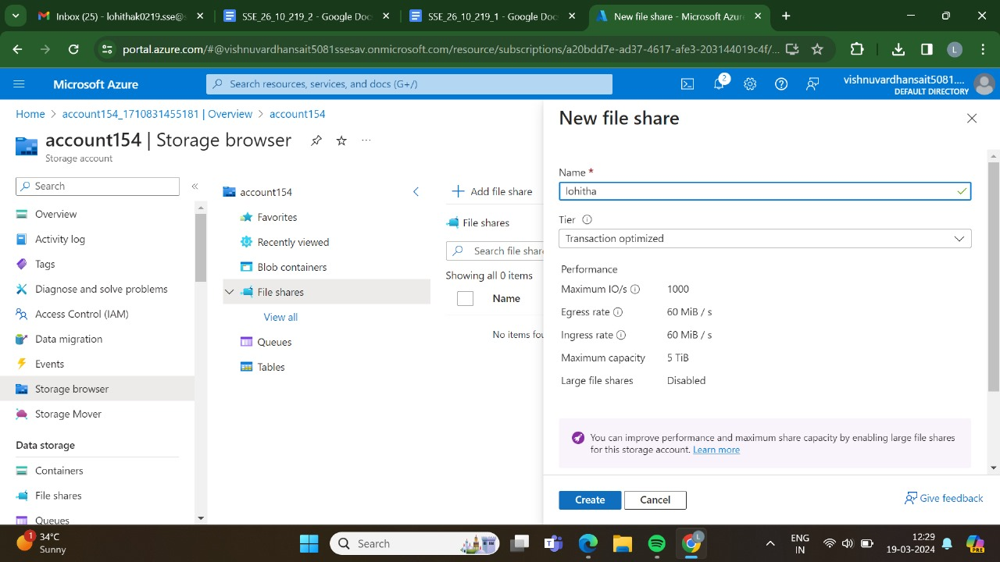 Inbox (25) - lohithak0219.sse@s
SSE_26_10_219_2 - Google Doc
SSE_26_10_219_1 - Google Doc
New file share - Microsoft Azure
portal.azure.com/#@vishnuvardhansait5081ssesav.onmicrosoft.com/resource/subscriptions/a20bdd7e-ad37-4617-afe3-203144019c4f/...
L
Microsoft Azure
Search resources, services, and docs (G+/)
2
vishnuvardhansait5081....
DEFAULT DIRECTORY
Home > account154_1710831455181 | Overview > account154
account154 | Storage browser
Storage account
Search
Overview
Activity log
Tags
Diagnose and solve problems
Access Control (IAM)
Data migration
Events
Storage browser
Storage Mover
Data storage
Containers
File shares
Queues
account154
Favorites
Recently viewed
Blob containers
File shares
View all
Queues
Tables
Add file share
File shares
Search file share
Showing all 0 items
Name
No items fou
New file share
Name *
lohitha
Tier
Transaction optimized
Performance
Maximum IO/s 1000
Egress rate 60 MiB / s
Ingress rate 60 MiB / s
Maximum capacity 5 TiB
Large file shares Disabled
You can improve performance and maximum share capacity by enabling large file shares
for this storage account. Learn more
Create
Cancel
Give feedback
1
34°C
Sunny
Search
L
ENG
IN
12:29
19-03-2024
PRE